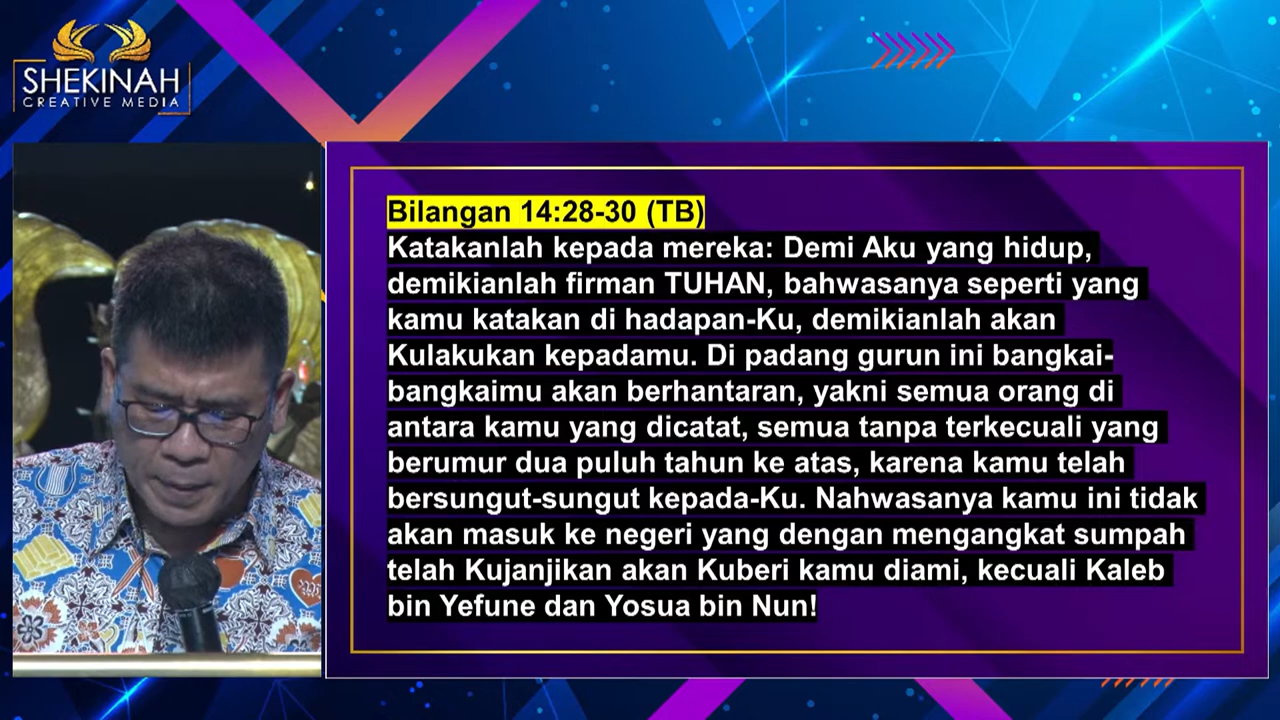 SHEKINAH
CREATIVE MEDIA
Bilangan 14:28-30 (TB)
Katakanlah kepada mereka: Demi Aku yang hidup,
demikianlah firman TUHAN, bahwasanya seperti yang
kamu katakan di hadapan-Ku, demikianlah akan
Kulakukan kepadamu. Di padang gurun ini bangkai-
bangkaimu akan berhantaran, yakni semua orang di
antara kamu yang dicatat, semua tanpa terkecuali yang
berumur dua puluh tahun ke atas, karena kamu telah
bersungut-sungut kepada-Ku. Nahwasanya kamu ini tidak
akan masuk ke negeri yang dengan mengangkat sumpah
telah Kujanjikan akan Kuberi kamu diami, kecuali Kaleb
bin Yefune dan Yosua bin Nun!